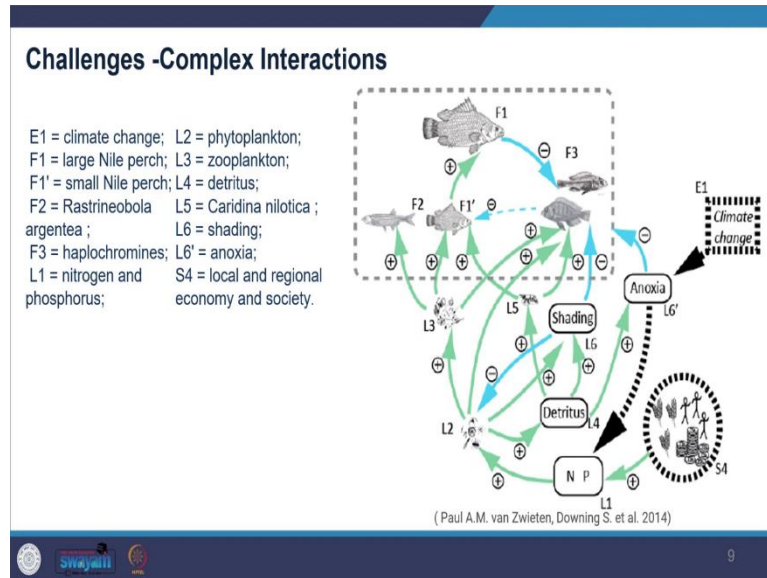 Challenges -Complex Interactions
E1 = climate change; L2 = phytoplankton;
F1 = large Nile perch; L3 = zooplankton;
F1' = small Nile perch; L4 = detritus;
F2 = Rastrineobola L5 = Caridina nilotica ;
argentea ; L6 = shading;
F3 = haplochromines; L6' = anoxia;
L1 = nitrogen and S4 = local and regional
phosphorus; economy and society.
F1
F3
E1
Climate
change
F2
F1'
Anoxia
L6'
L3
L5
Shading
L6
L2
Detritus
L4
S4
N P
L1
( Paul A.M. van Zwieten, Downing S. et al. 2014)
swayam
9